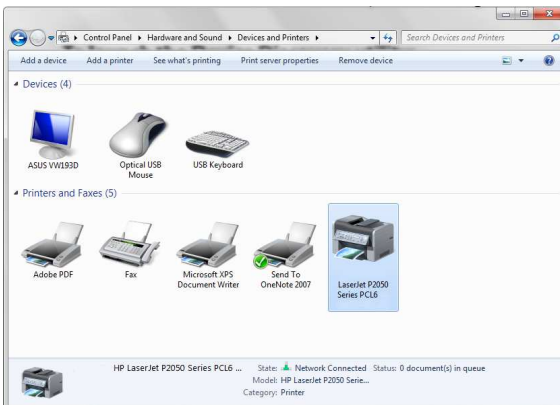 Control Panel ▸ Hardware and Sound ▸ Devices and Printers ▸
Search Devices and Printers
Add a device Add a printer See what's printing Print server properties Remove device
Devices (4)
ASUS VW193D
Optical USB
Mouse
USB Keyboard
Printers and Faxes (5)
Adobe PDF
Fax
Microsoft XPS
Document Writer
Send To
OneNote 2007
LaserJet P2050
Series PCL6
HP LaserJet P2050 Series PCL6 ... State: Network Connected Status: 0 document(s) in queue
Model: HP LaserJet P2050 Serie...
Category: Printer